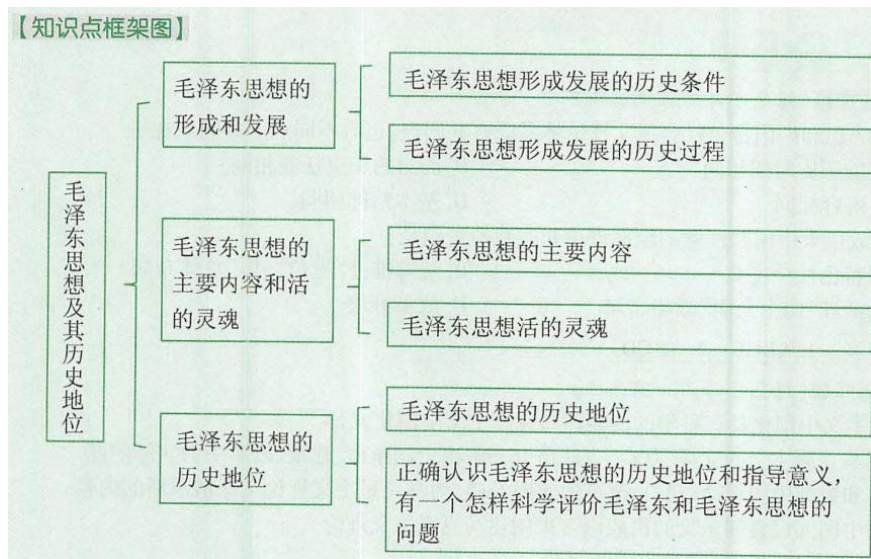 【知识点框架图】
毛泽东思想及其历史地位
毛泽东思想的
形成和发展
毛泽东思想形成发展的历史条件
毛泽东思想形成发展的历史过程
毛泽东思想的
主要内容和活
的灵魂
毛泽东思想的主要内容
毛泽东思想活的灵魂
毛泽东思想的
历史地位
毛泽东思想的历史地位
正确认识毛泽东思想的历史地位和指导意义，
有一个怎样科学评价毛泽东和毛泽东思想的
问题